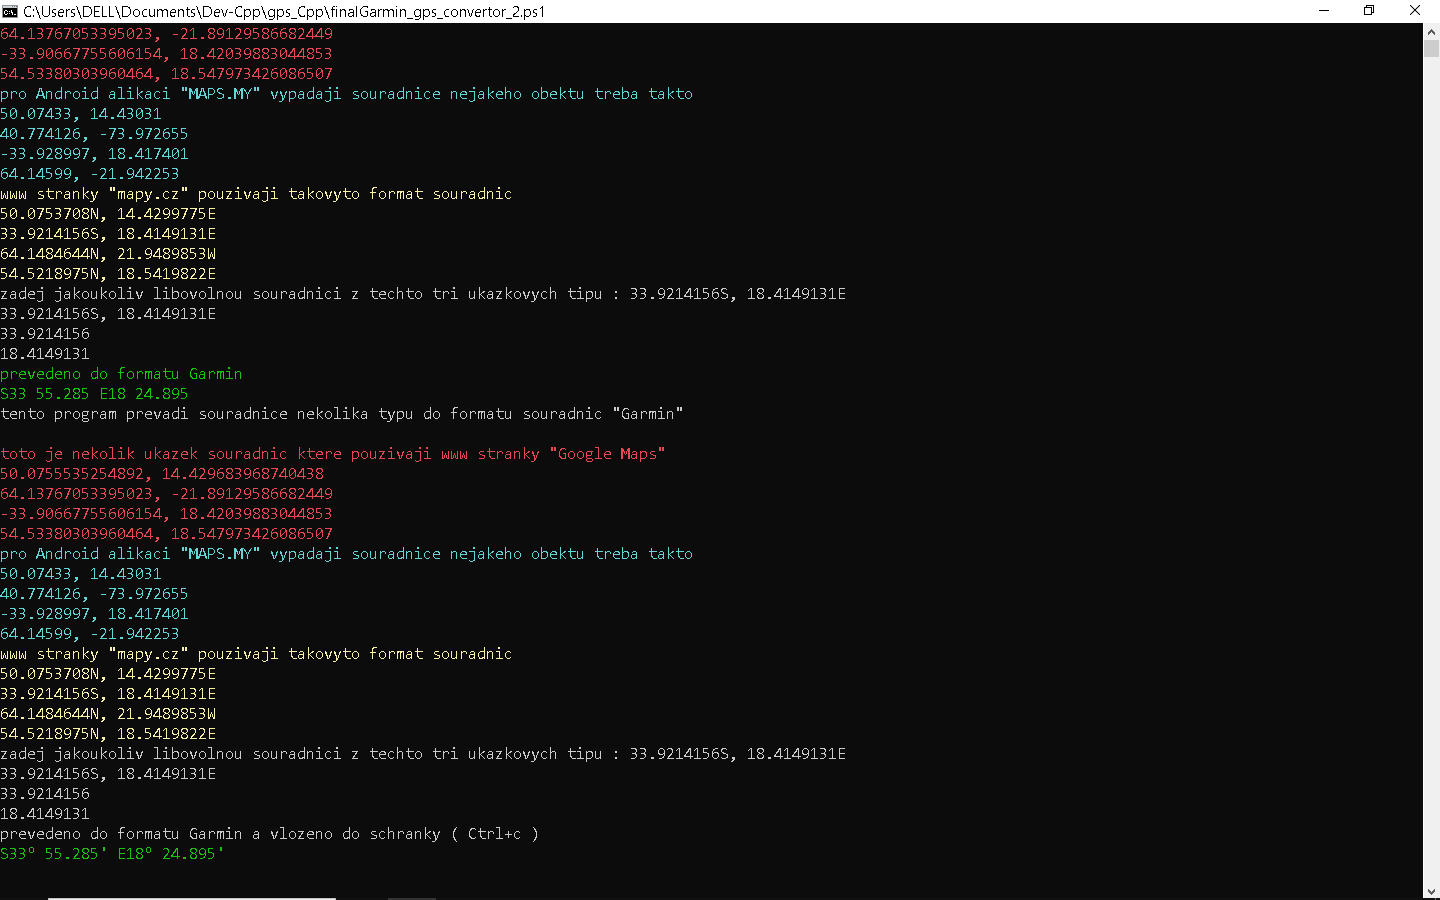 C:\Users\DELL\Documents\Dev-Cpp\gps_Cpp\finalGarmin_gps_convertor_2.ps1
64.13767053395023, -21.89129586682449
-33.90667755606154, 18.42039883044853
54.53380303960464, 18.547973426086507
pro Android alikaci "MAPS.MY" vypadaji souradnice nejakeho obektu treba takto
50.07433, 14.43031
40.774126, -73.972655
-33.928997, 18.417401
64.14599, -21.942253
www stranky "mapy.cz" pouzivaji takovyto format souradnic
50.0753708N, 14.4299775E
33.9214156S, 18.4149131E
64.1484644N, 21.9489853W
54.5218975N, 18.5419822E
zadej jakoukoliv libovolnou souradnici z techto tri ukazkovych tipu : 33.9214156S, 18.4149131E
33.9214156S, 18.4149131E
33.9214156
18.4149131
prevedeno do formatu Garmin
S33 55.285 E18 24.895
tento program prevadi souradnice nekolika typu do formatu souradnic "Garmin"
toto je nekolik ukazek souradnic ktere pouzivaji www stranky "Google Maps"
50.0755535254892, 14.429683968740438
64.13767053395023, -21.89129586682449
-33.90667755606154, 18.42039883044853
54.53380303960464, 18.547973426086507
pro Android alikaci "MAPS.MY" vypadaji souradnice nejakeho obektu treba takto
50.07433, 14.43031
40.774126, -73.972655
-33.928997, 18.417401
64.14599, -21.942253
www stranky "mapy.cz" pouzivaji takovyto format souradnic
50.0753708N, 14.4299775E
33.9214156S, 18.4149131E
64.1484644N, 21.9489853W
54.5218975N, 18.5419822E
zadej jakoukoliv libovolnou souradnici z techto tri ukazkovych tipu : 33.9214156S, 18.4149131E
33.9214156S, 18.4149131E
33.9214156
18.4149131
prevedeno do formatu Garmin a vlozeno do schranky ( Ctrl+c )
S33° 55.285' E18° 24.895'